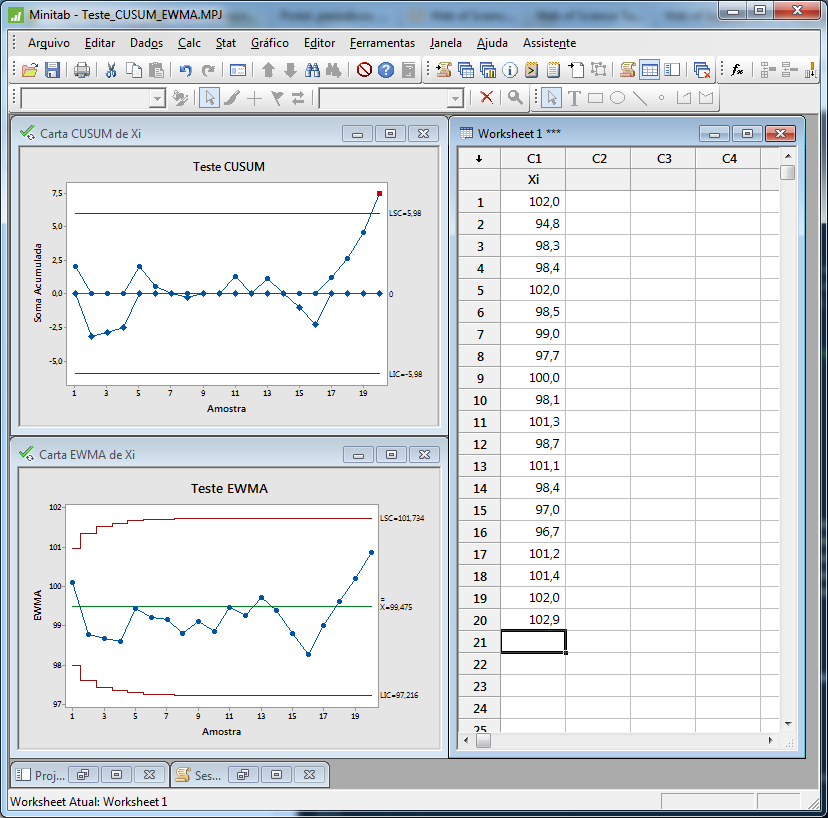 Minitab - Teste_CUSUM_EWMA.MPJ
Arquivo Editar Dados Calc Stat Gráfico Editor Ferramentas Janela Ajuda Assistente
Carta CUSUM de Xi
Teste CUSUM
7,5
5,0
2,5
0,0
-2,5
-5,0
Soma Acumulada
LSC=5,98
0
LIC=-5,98
1 3 5 7 9 11 13 15 17 19
Amostra
Carta EWMA de Xi
Teste EWMA
102
101
100
99
98
97
EWMA
LSC=101,734
X=99,475
LIC=97,216
1 3 5 7 9 11 13 15 17 19
Amostra
Worksheet 1 ***
C1 C2 C3 C4
Xi
1 102,0
2 94,8
3 98,3
4 98,4
5 102,0
6 98,5
7 99,0
8 97,7
9 100,0
10 98,1
11 101,3
12 98,7
13 101,1
14 98,4
15 97,0
16 96,7
17 101,2
18 101,4
19 102,0
20 102,9
21
22
23
24
25
Proj...
Ses...
Worksheet Atual: Worksheet 1